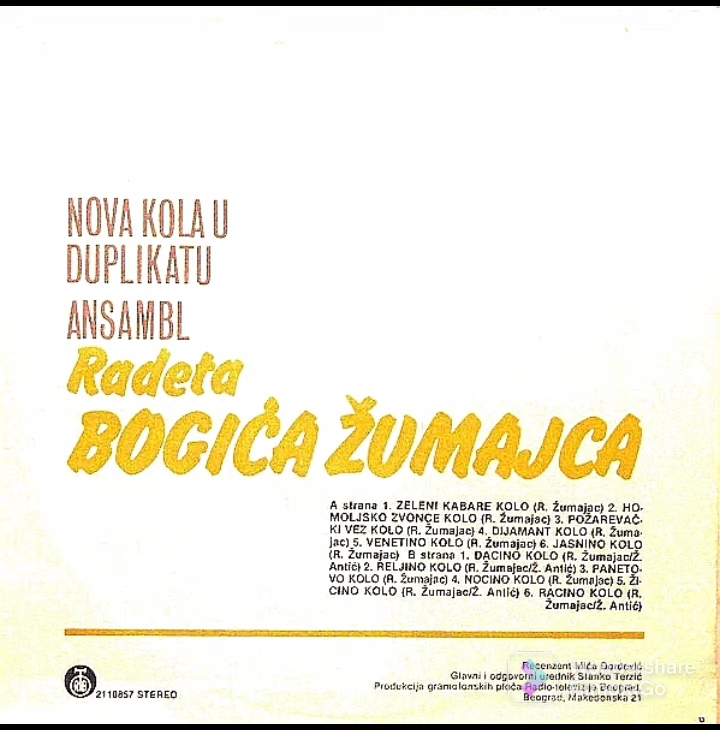 NOVA KOLA U
DUPLIKATU
ANSAMBL
Radeta
BOGIĆA ŽUMAJCA
A strana 1. ZELENI KABARE KOLO (R. Žumajac) 2. HO-
MOLJSKO ZVONCE KOLO (R. Žumajac) 3. POŽAREVAČ-
KI VEZ KOLO (R. Žumajac) 4. DIJAMANT KOLO (R. Žuma-
jac) 5. VENETINO KOLO (R. Žumajac) 6. JASNINO KOLO
(R. Žumajac) B strana 1. DACINO KOLO (R. Žumajac/Ž.
Antić) 2. RELJINO KOLO (R. Žumajac/Ž. Antić) 3. PANETO-
VO KOLO (R. Žumajac) 4. NOCINO KOLO (R. Žumajac) 5. ŽI-
CINO KOLO (R. Žumajac/Ž. Antić) 6. RACINO KOLO (R.
Žumajac/Ž. Antić)
2110857 STEREO
Recenzent Mića Đorđević
Glavni i odgovorni urednik Stanko Terzić
Produkcija gramofonskih ploča Radio-televizije Beograd,
Beograd, Makedonska 21